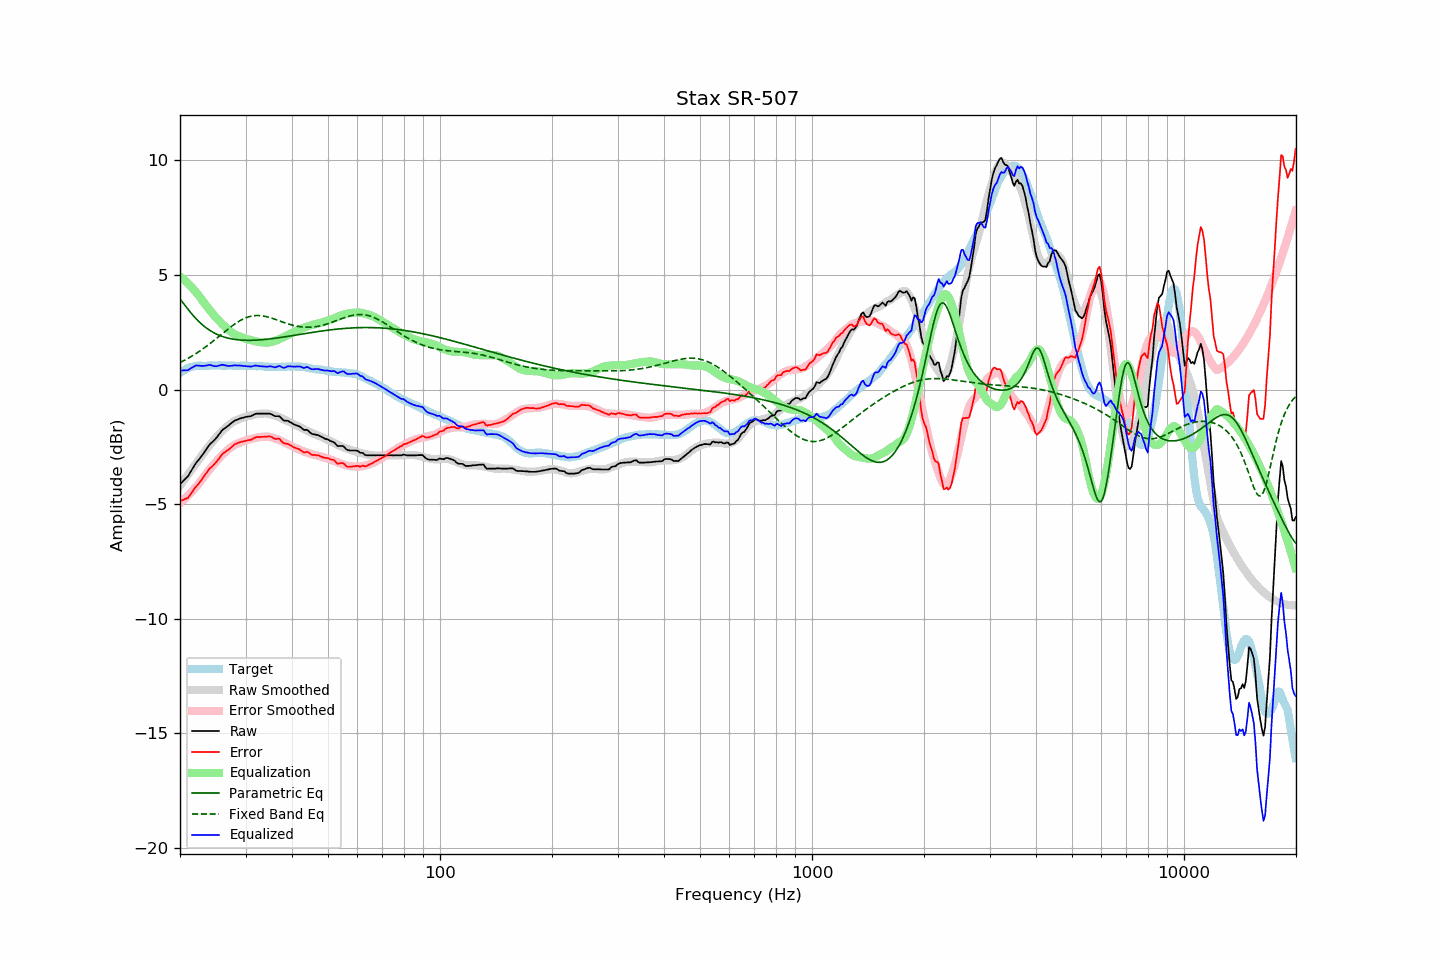 Stax SR-507
10
5
0
−5
−10
−15
−20
Amplitude (dBr)
Target
Raw Smoothed
Error Smoothed
Raw
Error
Equalization
Parametric Eq
Fixed Band Eq
Equalized
100
1000
10000
Frequency (Hz)